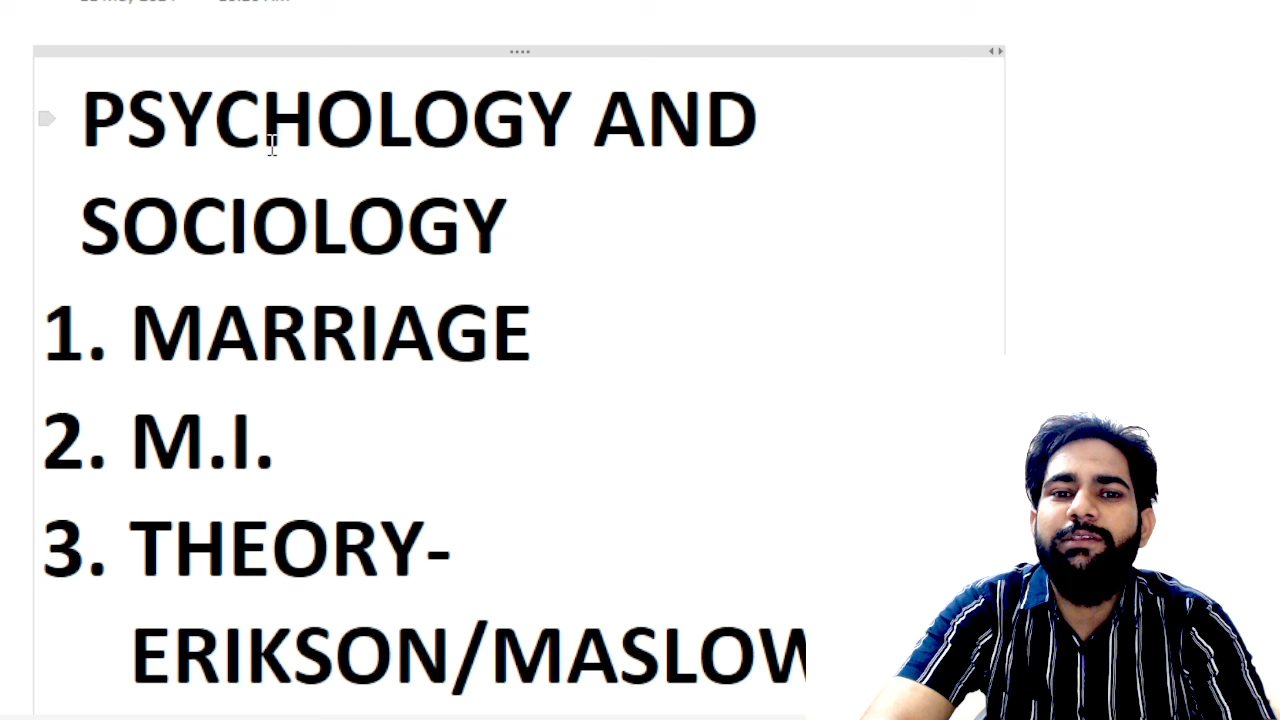 PSYCHOLOGY AND
SOCIOLOGY
1. MARRIAGE
2. M.I.
3. THEORY-
ERIKSON/MASLOW